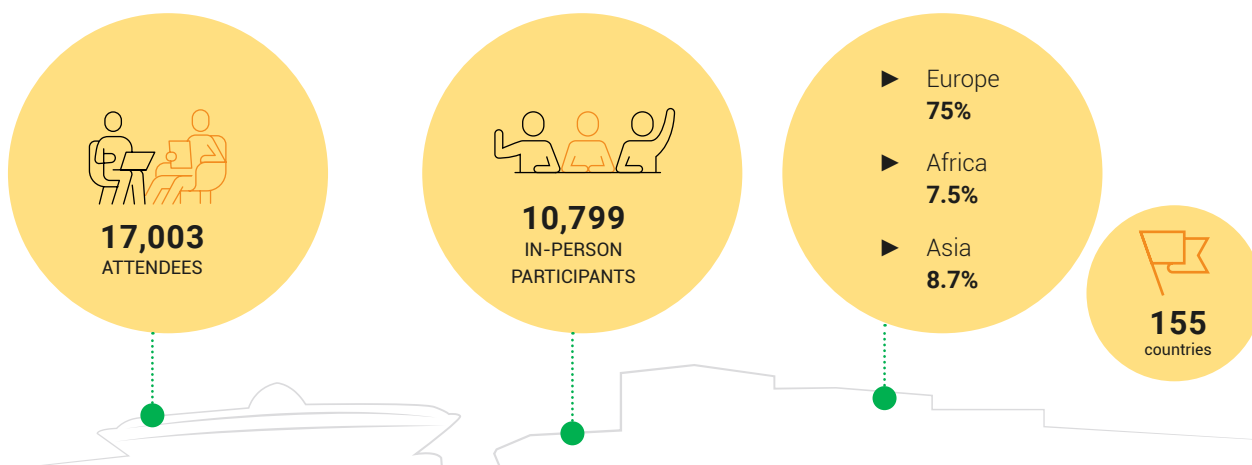 17,003
ATTENDEES
10,799
IN-PERSON
PARTICIPANTS
► Europe
75%
► Africa
7.5%
► Asia
8.7%
155
countries